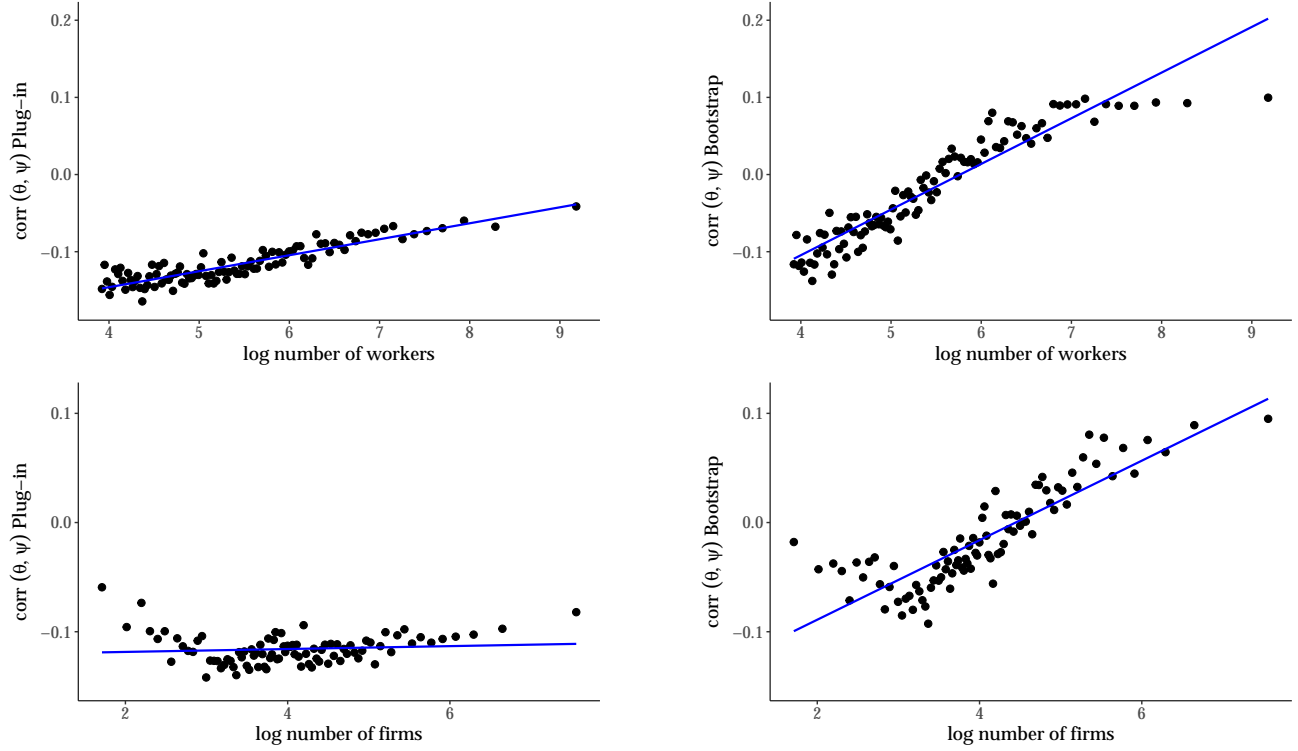 0.2
0.1
0.0
−0.1
corr (θ, ψ) Plug−in
4 5 6 7 8 9
log number of workers
0.2
0.1
0.0
−0.1
corr (θ, ψ) Bootstrap
4 5 6 7 8 9
log number of workers
0.1
0.0
−0.1
corr (θ, ψ) Plug−in
2 4 6
log number of firms
0.1
0.0
−0.1
corr (θ, ψ) Bootstrap
2 4 6
log number of firms